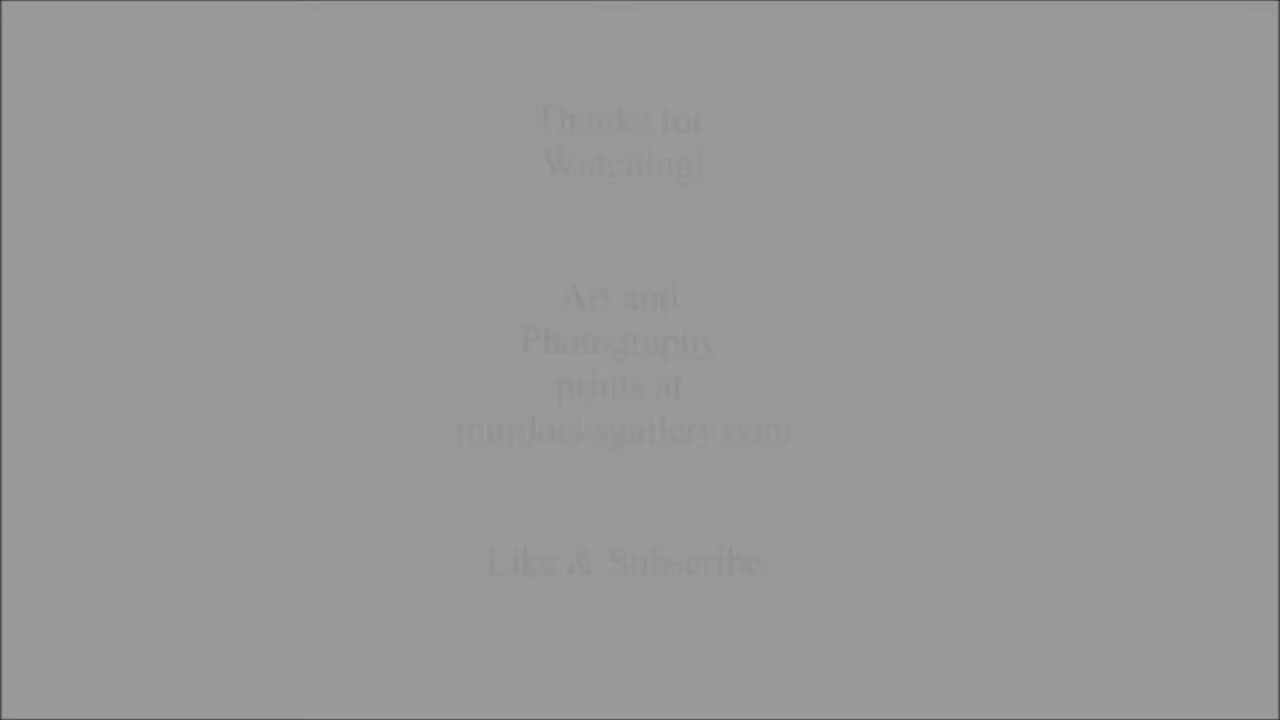 Thanks for
Watching!
Art and
Photography
prints at
murdocksgallery.com
Like & Subscribe